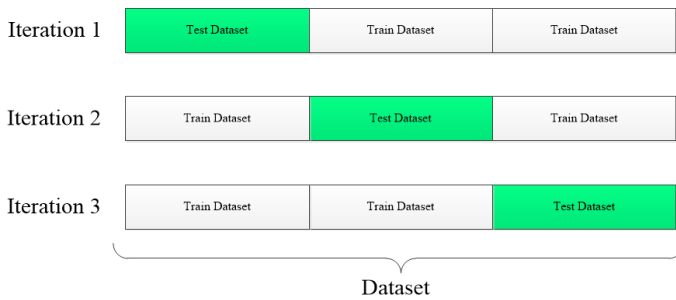 Iteration 1
Test Dataset Train Dataset Train Dataset
Iteration 2
Train Dataset Test Dataset Train Dataset
Iteration 3
Train Dataset Train Dataset Test Dataset
Dataset